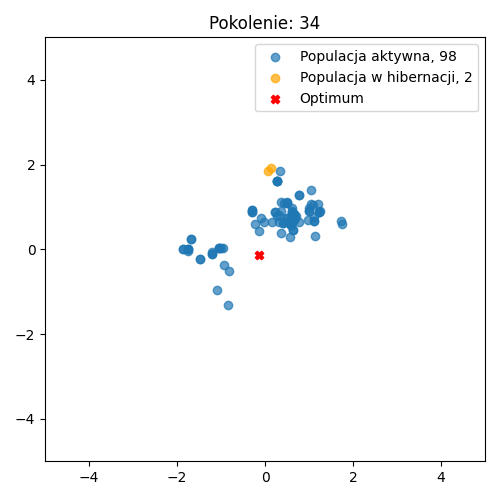 Pokolenie: 34
Populacja aktywna, 98
Populacja w hibernacji, 2
Optimum
4
2
0
−2
−4
−4 −2 0 2 4